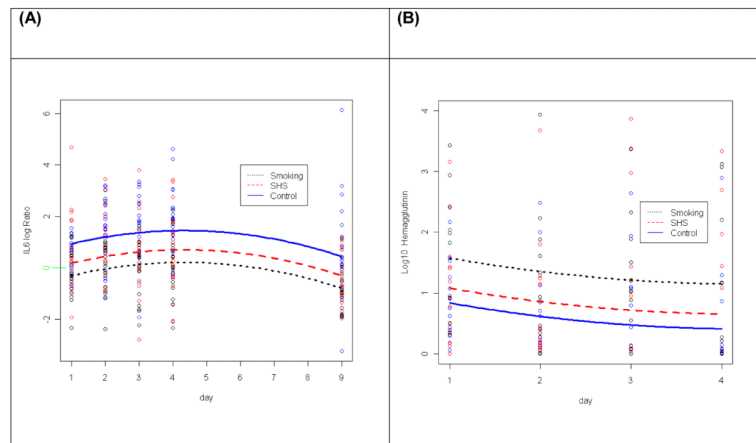 (A)
(B)
6
4
2
0
-2
IL6 log Ratio
Smoking
SHS
Control
1 2 3 4 5 6 7 8 9
day
4
3
2
1
0
Log10 Hemagglutinin
Smoking
SHS
Control
1 2 3 4
day